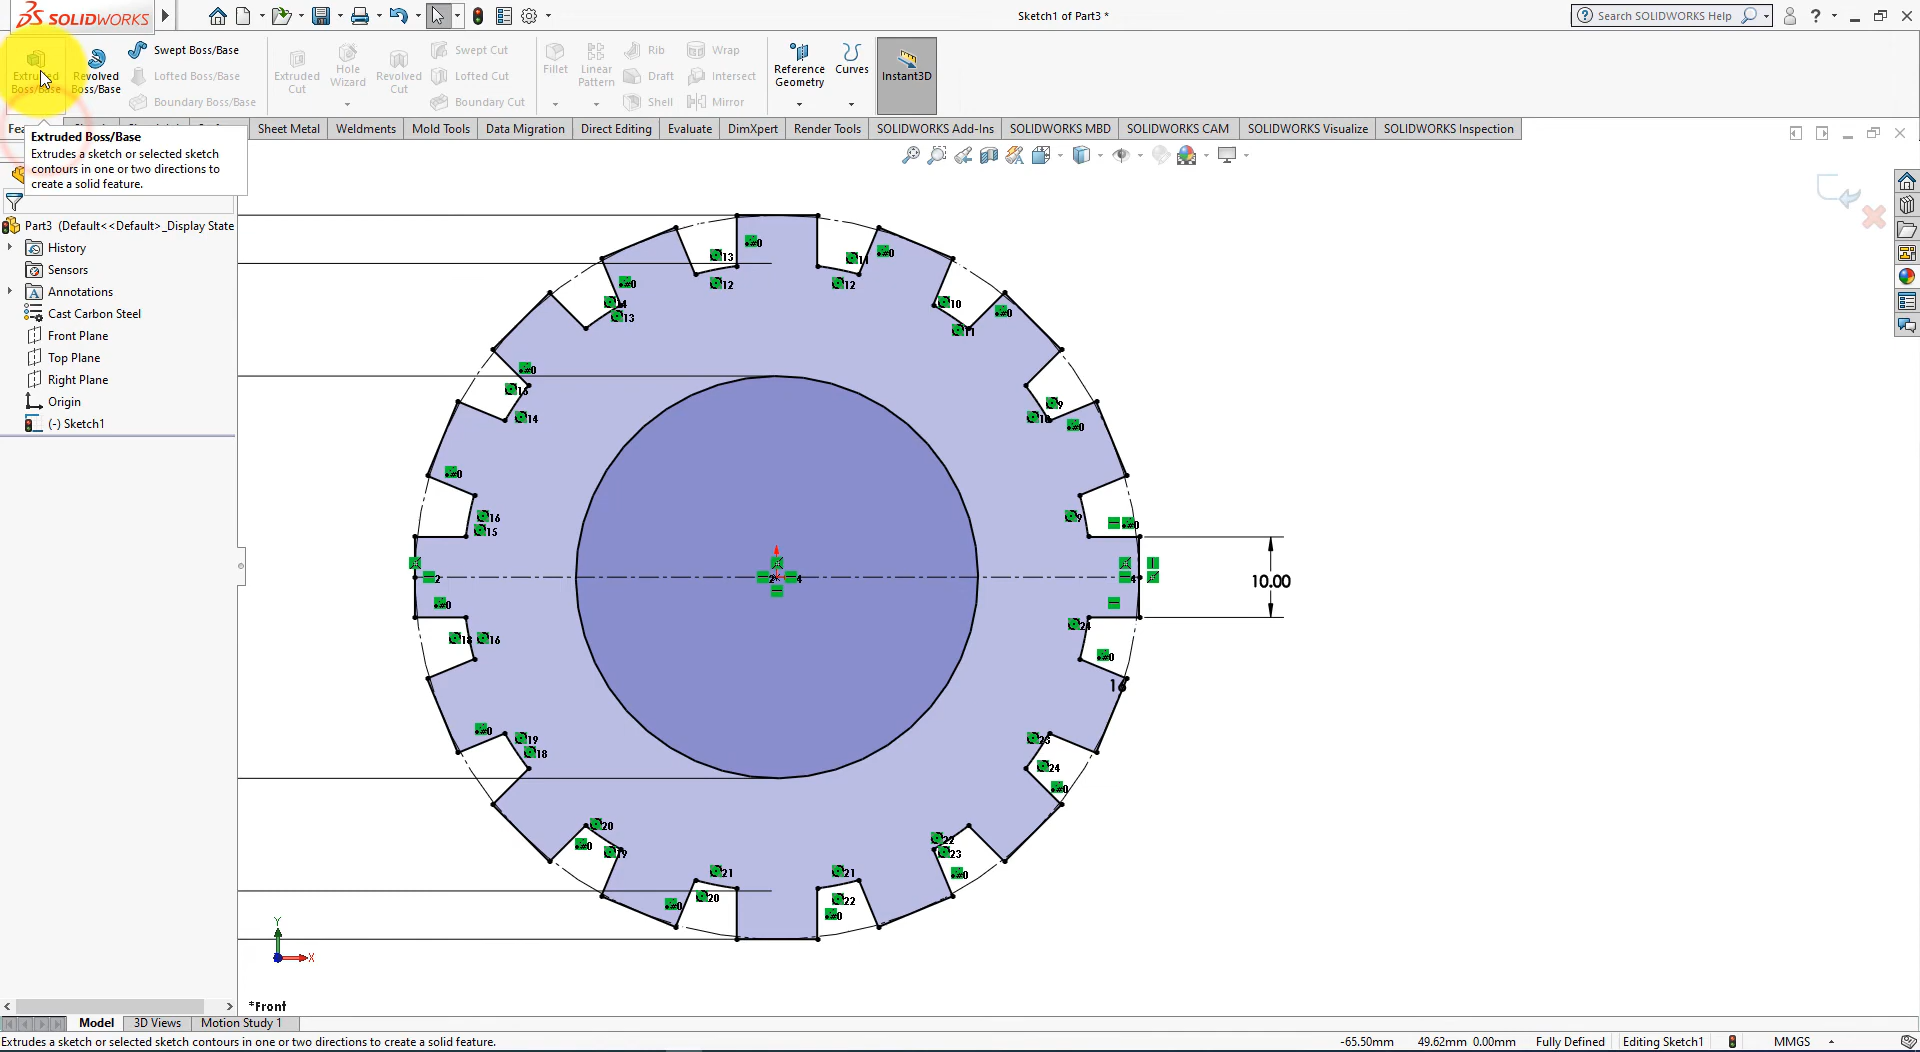 SOLIDWORKS
Sketch1 of Part3 *
Search SOLIDWORKS Help
Extruded Boss/Base
Revolved Boss/Base
Swept Boss/Base
Lofted Boss/Base
Boundary Boss/Base
Extruded Cut
Hole Wizard
Revolved Cut
Swept Cut
Lofted Cut
Boundary Cut
Fillet
Linear Pattern
Rib
Draft
Shell
Wrap
Intersect
Mirror
Reference Geometry
Curves
Instant3D
Sheet Metal
Weldments
Mold Tools
Data Migration
Direct Editing
Evaluate
DimXpert
Render Tools
SOLIDWORKS Add-Ins
SOLIDWORKS MBD
SOLIDWORKS CAM
SOLIDWORKS Visualize
SOLIDWORKS Inspection
Extruded Boss/Base
Extrudes a sketch or selected sketch
contours in one or two directions to
create a solid feature.
Part3 (Default<<Default>_Display State
History
Sensors
Annotations
Cast Carbon Steel
Front Plane
Top Plane
Right Plane
Origin
(-) Sketch1
10.00
16
Y
X
*Front
Model
3D Views
Motion Study 1
Extrudes a sketch or selected sketch contours in one or two directions to create a solid feature.
-65.50mm
49.62mm
0.00mm
Fully Defined
Editing Sketch1
MMGS